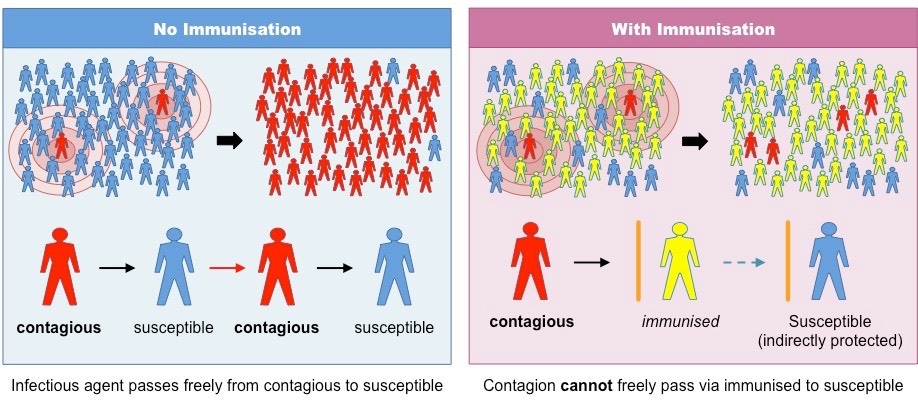 No Immunisation
With Immunisation
contagious susceptible contagious susceptible
contagious immunised Susceptible
(indirectly protected)
Infectious agent passes freely from contagious to susceptible
Contagion cannot freely pass via immunised to susceptible